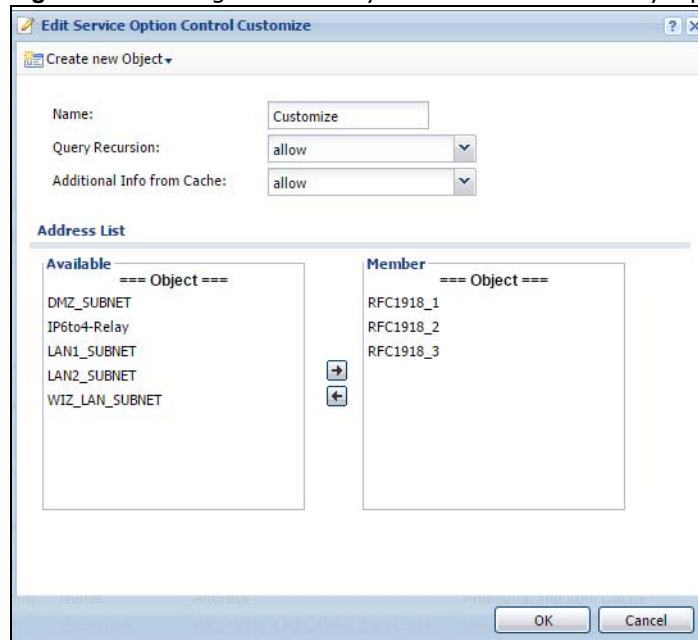 Edit Service Option Control Customize
Create new Object
Name: Customize
Query Recursion: allow
Additional Info from Cache: allow
Address List
Available
=== Object ===
DMZ_SUBNET
IP6to4-Relay
LAN1_SUBNET
LAN2_SUBNET
WIZ_LAN_SUBNET
Member
=== Object ===
RFC1918_1
RFC1918_2
RFC1918_3
OK Cancel